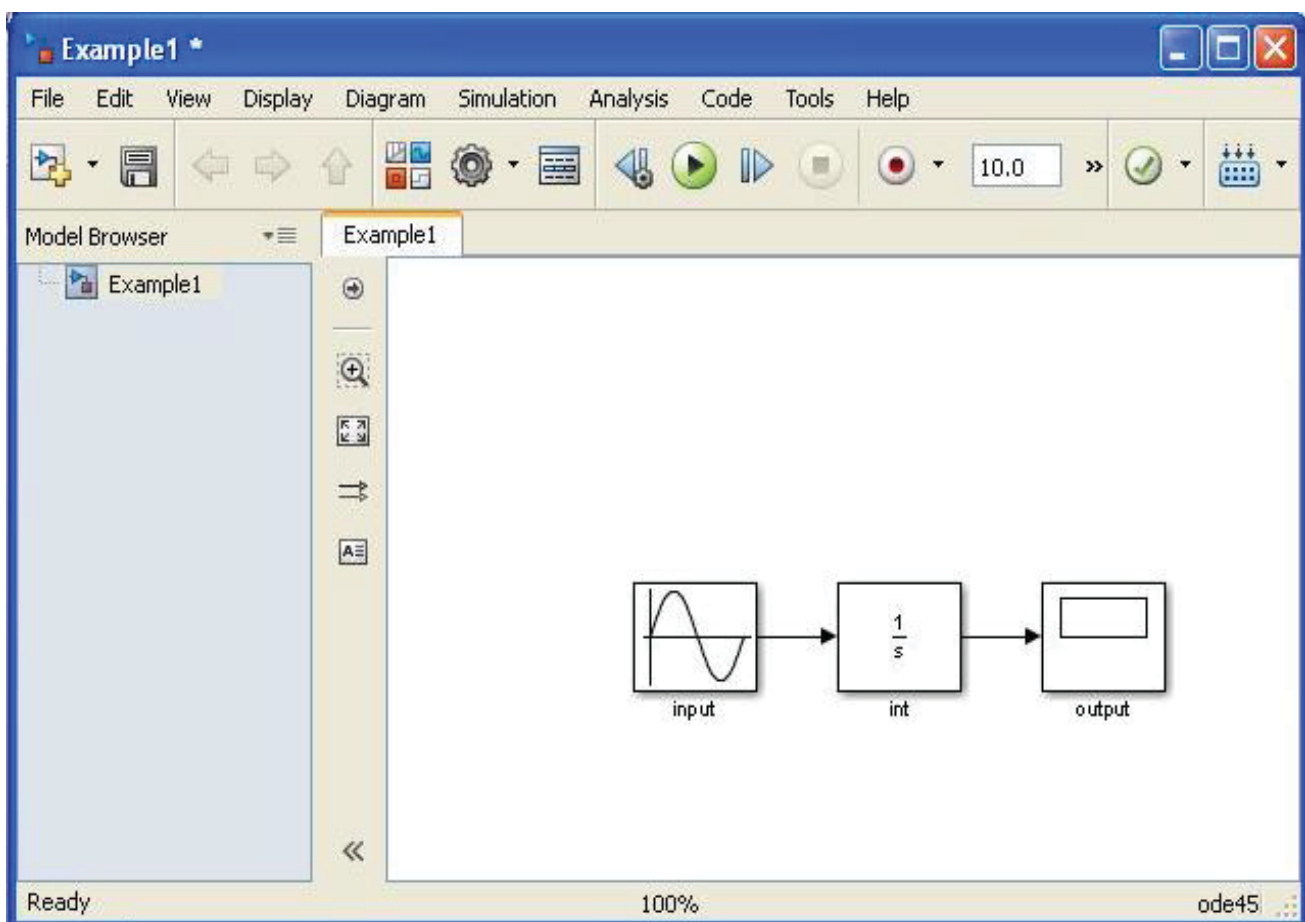 Example1 *
File Edit View Display Diagram Simulation Analysis Code Tools Help
10.0 »
Model Browser
Example1
Example1
A
1
s
input int output
«
Ready 100% ode45